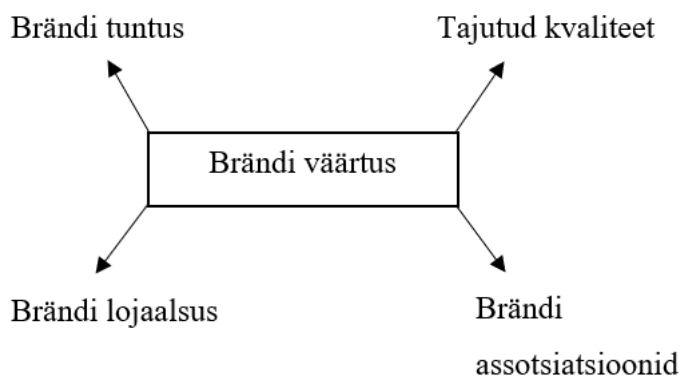 Brändi tuntus
Tajutud kvaliteet
Brändi väärtus
Brändi lojaalsus
Brändi
assotsiatsioonid